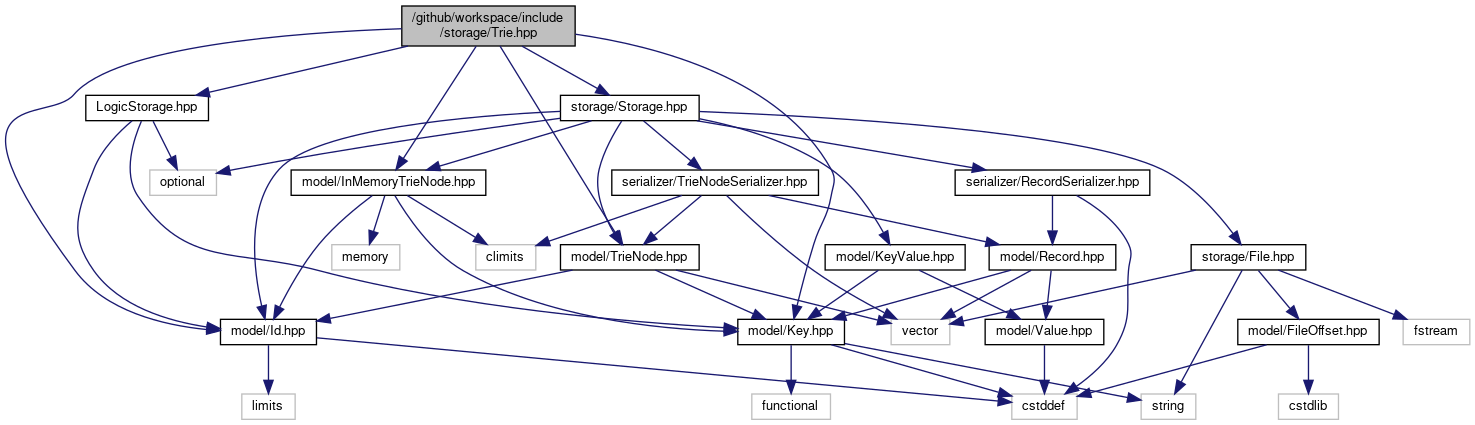 /github/workspace/include
/storage/Trie.hpp
LogicStorage.hpp
storage/Storage.hpp
optional
model/InMemoryTrieNode.hpp
serializer/TrieNodeSerializer.hpp
serializer/RecordSerializer.hpp
memory
climits
model/TrieNode.hpp
model/KeyValue.hpp
model/Record.hpp
storage/File.hpp
model/Id.hpp
model/Key.hpp
vector
model/Value.hpp
model/FileOffset.hpp
fstream
limits
functional
cstddef
string
cstdlib